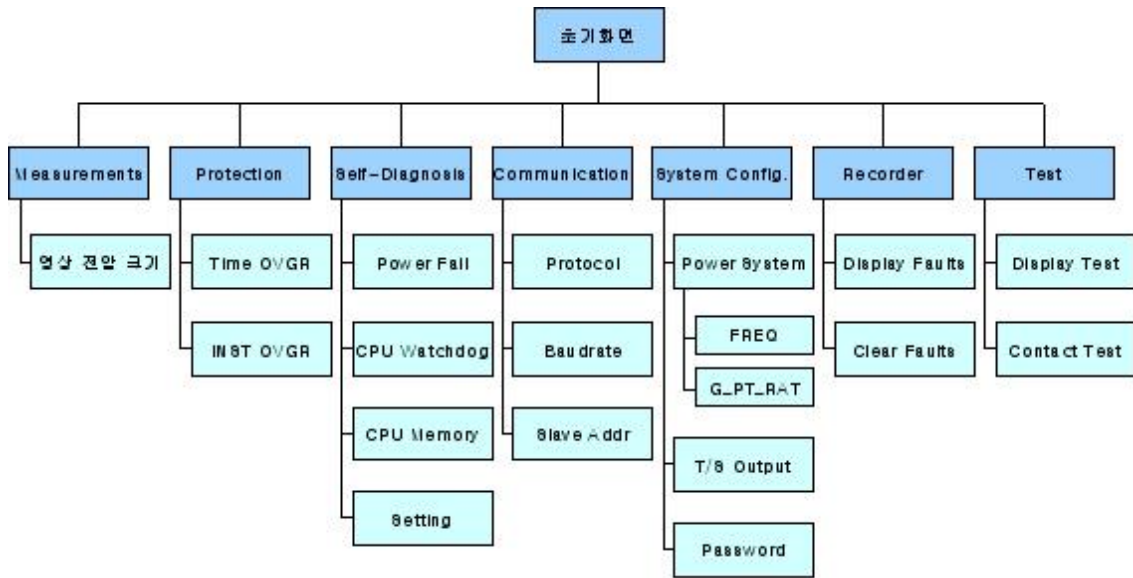 초기화면
Measurements
Protection
Self-Diagnosis
Communication
System Config.
Recorder
Test
영상 전압 크기
Time OVGR
Power Fail
Protocol
Power System
Display Faults
Display Test
INST OVGR
CPU Watchdog
Baudrate
FREQ
Clear Faults
Contact Test
G_PT_RAT
CPU Memory
Slave Addr
T/S Output
Setting
Password